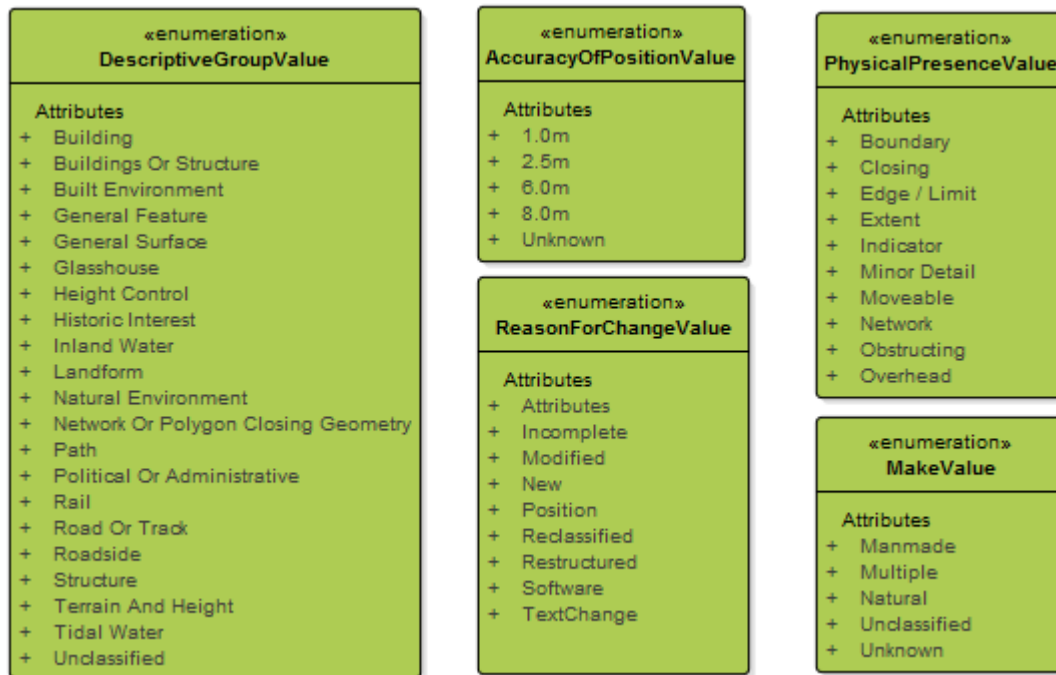 «enumeration»
DescriptiveGroupValue
Attributes
+ Building
+ Buildings Or Structure
+ Built Environment
+ General Feature
+ General Surface
+ Glasshouse
+ Height Control
+ Historic Interest
+ Inland Water
+ Landform
+ Natural Environment
+ Network Or Polygon Closing Geometry
+ Path
+ Political Or Administrative
+ Rail
+ Road Or Track
+ Roadside
+ Structure
+ Terrain And Height
+ Tidal Water
+ Unclassified
«enumeration»
AccuracyOfPositionValue
Attributes
+ 1.0m
+ 2.5m
+ 6.0m
+ 8.0m
+ Unknown
«enumeration»
ReasonForChangeValue
Attributes
+ Attributes
+ Incomplete
+ Modified
+ New
+ Position
+ Reclassified
+ Restructured
+ Software
+ TextChange
«enumeration»
PhysicalPresenceValue
Attributes
+ Boundary
+ Closing
+ Edge / Limit
+ Extent
+ Indicator
+ Minor Detail
+ Moveable
+ Network
+ Obstructing
+ Overhead
«enumeration»
MakeValue
Attributes
+ Manmade
+ Multiple
+ Natural
+ Unclassified
+ Unknown